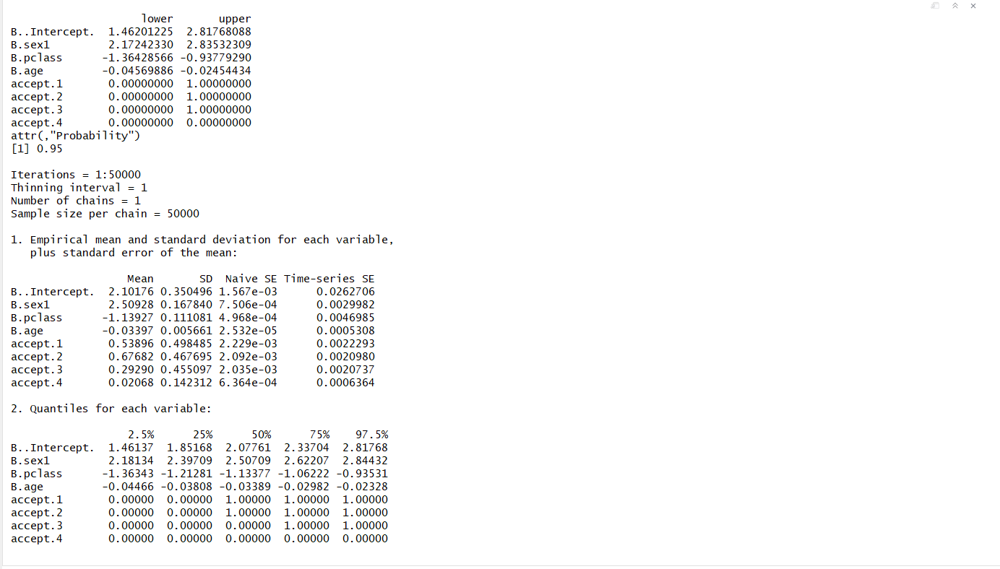 lower       upper
B..Intercept.  1.46201225  2.81768088
B.sex1         2.17242330  2.83532309
B.pclass      -1.36428566 -0.93779290
B.age         -0.04569886 -0.02454434
accept.1       0.00000000  1.00000000
accept.2       0.00000000  1.00000000
accept.3       0.00000000  1.00000000
accept.4       0.00000000  0.00000000
attr(,"Probability")
[1] 0.95

Iterations = 1:50000
Thinning interval = 1
Number of chains = 1
Sample size per chain = 50000

1. Empirical mean and standard deviation for each variable,
   plus standard error of the mean:

                  Mean       SD  Naive SE Time-series SE
B..Intercept.  2.10176 0.350496 1.567e-03      0.0262706
B.sex1         2.50928 0.167840 7.506e-04      0.0029982
B.pclass      -1.13927 0.111081 4.968e-04      0.0046985
B.age         -0.03397 0.005661 2.532e-05      0.0005308
accept.1       0.53896 0.498485 2.229e-03      0.0022293
accept.2       0.67682 0.467695 2.092e-03      0.0020980
accept.3       0.29290 0.455097 2.035e-03      0.0020737
accept.4       0.02068 0.142312 6.364e-04      0.0006364

2. Quantiles for each variable:

                  2.5%      25%      50%      75%    97.5%
B..Intercept.  1.46137  1.85168  2.07761  2.33704  2.81768
B.sex1         2.18134  2.39709  2.50709  2.62207  2.84432
B.pclass      -1.36343 -1.21281 -1.13377 -1.06222 -0.93531
B.age         -0.04466 -0.03808 -0.03389 -0.02982 -0.02328
accept.1       0.00000  0.00000  1.00000  1.00000  1.00000
accept.2       0.00000  0.00000  1.00000  1.00000  1.00000
accept.3       0.00000  0.00000  0.00000  1.00000  1.00000
accept.4       0.00000  0.00000  0.00000  0.00000  0.00000